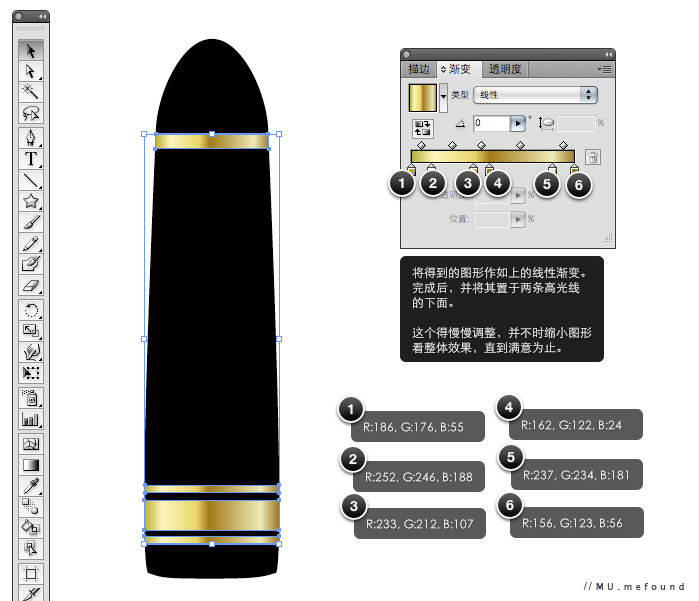 描边
渐变
透明度
类型
线性
0
°
%
%
位置:
%
1
2
3
4
5
6
将得到的图形作如上的线性渐变。
完成后，并将其置于两条高光线
的下面。
这个得慢慢调整，并不时缩小图形
看整体效果，直到满意为止。
1
R:186, G:176, B:55
2
R:252, G:246, B:188
3
R:233, G:212, B:107
4
R:162, G:122, B:24
5
R:237, G:234, B:181
6
R:156, G:123, B:56
// MU.mefound